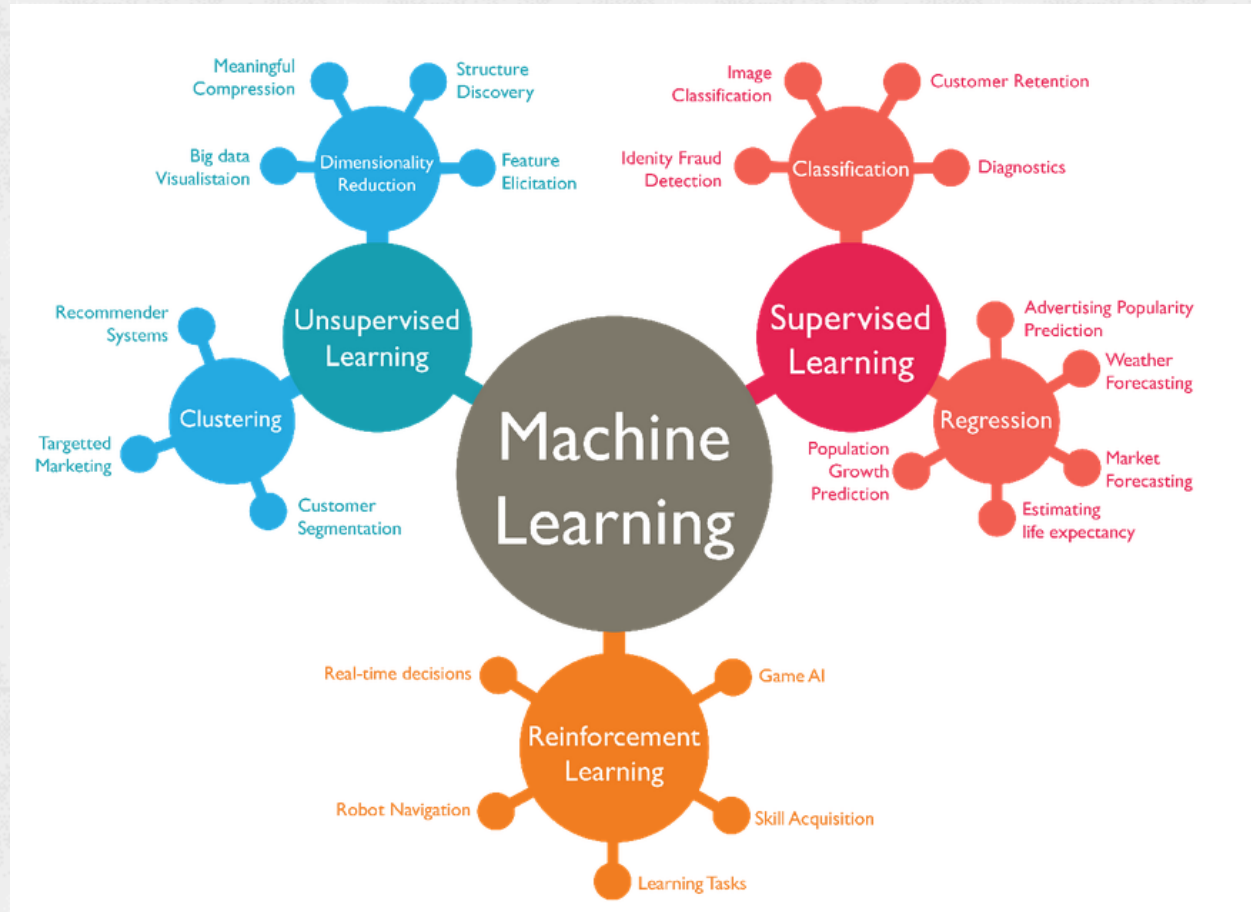 Meaningful
Compression
Structure
Discovery
Big data
Visualistaion
Dimensionality
Reduction
Feature
Elicitation
Image
Classification
Customer Retention
Idenity Fraud
Detection
Classification
Diagnostics
Recommender
Systems
Unsupervised
Learning
Clustering
Targetted
Marketing
Customer
Segmentation
Supervised
Learning
Advertising Popularity
Prediction
Weather
Forecasting
Regression
Population
Growth
Prediction
Market
Forecasting
Estimating
life expectancy
Machine
Learning
Real-time decisions
Game AI
Reinforcement
Learning
Robot Navigation
Skill Acquisition
Learning Tasks